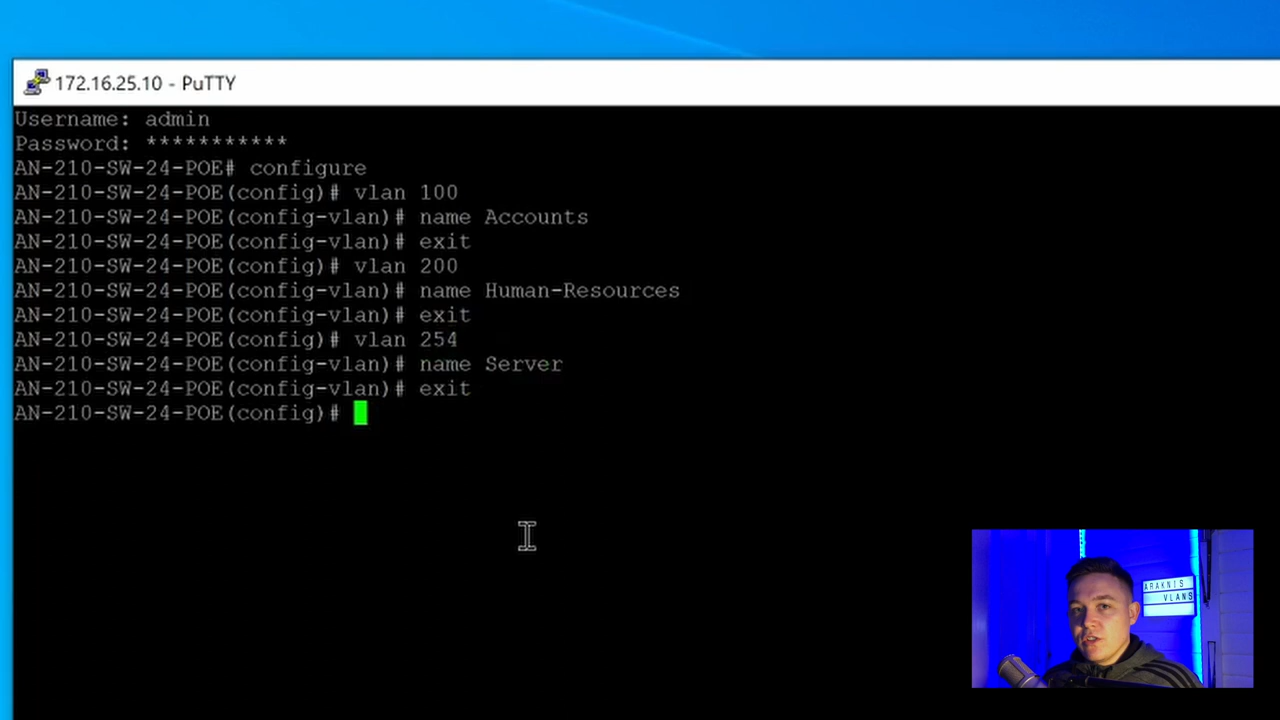 172.16.25.10 - PuTTY
Username: admin
Password: ***********
AN-210-SW-24-POE# configure
AN-210-SW-24-POE(config)# vlan 100
AN-210-SW-24-POE(config-vlan)# name Accounts
AN-210-SW-24-POE(config-vlan)# exit
AN-210-SW-24-POE(config)# vlan 200
AN-210-SW-24-POE(config-vlan)# name Human-Resources
AN-210-SW-24-POE(config-vlan)# exit
AN-210-SW-24-POE(config)# vlan 254
AN-210-SW-24-POE(config-vlan)# name Server
AN-210-SW-24-POE(config-vlan)# exit
AN-210-SW-24-POE(config)#
ARAKNIS
VLANS